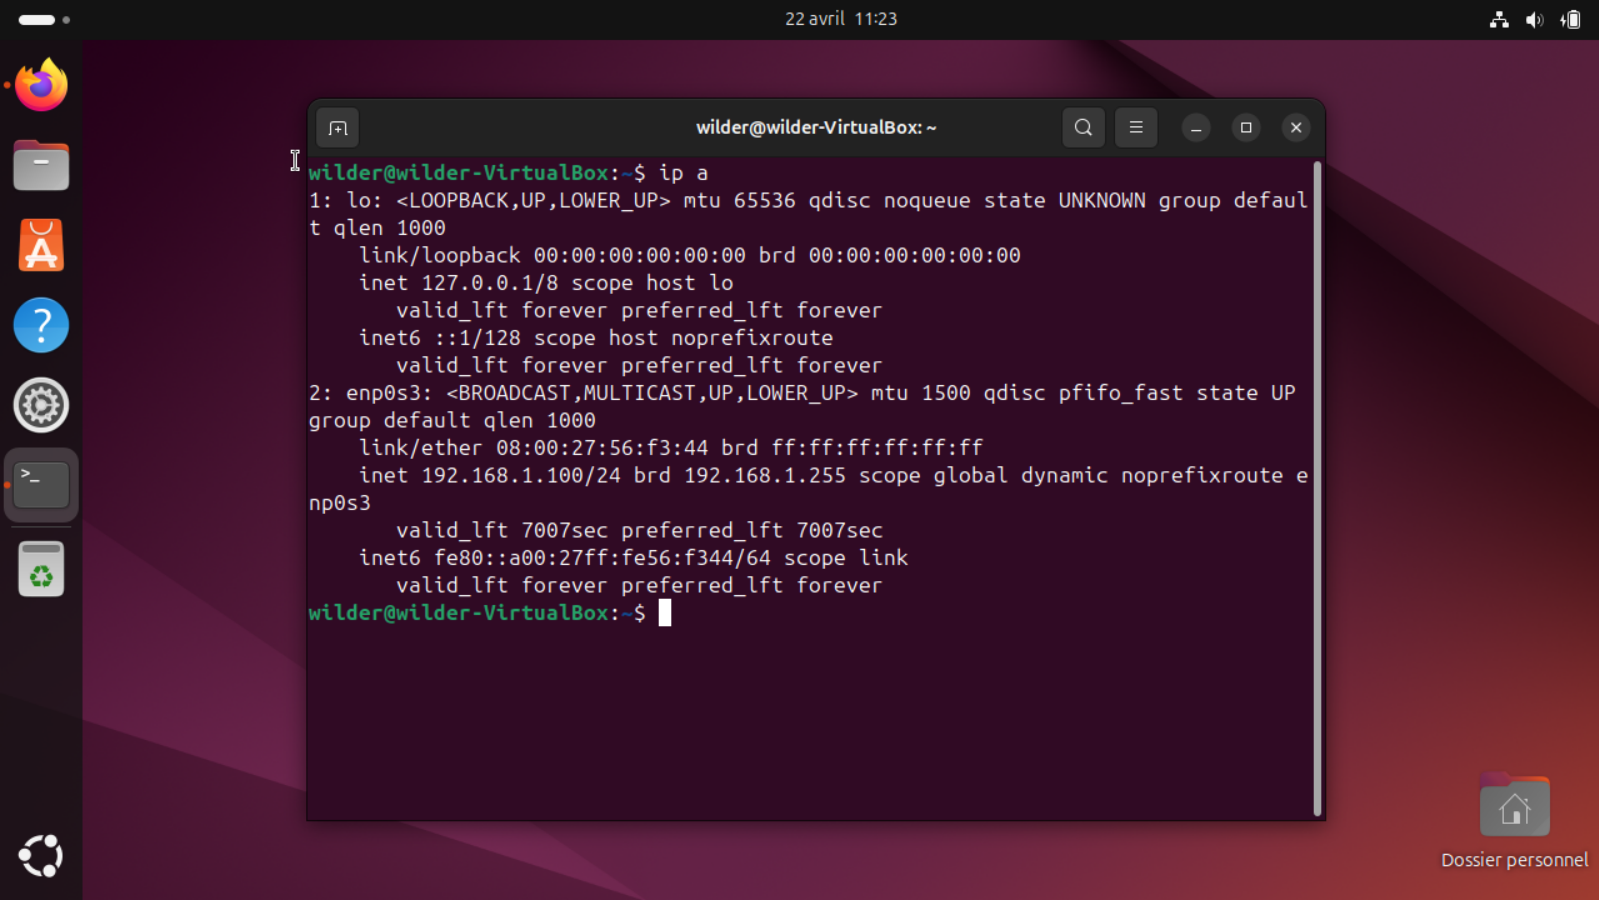 22 avril 11:23
wilder@wilder-VirtualBox: ~
wilder@wilder-VirtualBox:~$ ip a
1: lo: <LOOPBACK,UP,LOWER_UP> mtu 65536 qdisc noqueue state UNKNOWN group defaul
t qlen 1000
    link/loopback 00:00:00:00:00:00 brd 00:00:00:00:00:00
    inet 127.0.0.1/8 scope host lo
       valid_lft forever preferred_lft forever
    inet6 ::1/128 scope host noprefixroute
       valid_lft forever preferred_lft forever
2: enp0s3: <BROADCAST,MULTICAST,UP,LOWER_UP> mtu 1500 qdisc pfifo_fast state UP
group default qlen 1000
    link/ether 08:00:27:56:f3:44 brd ff:ff:ff:ff:ff:ff
    inet 192.168.1.100/24 brd 192.168.1.255 scope global dynamic noprefixroute e
np0s3
       valid_lft 7007sec preferred_lft 7007sec
    inet6 fe80::a00:27ff:fe56:f344/64 scope link
       valid_lft forever preferred_lft forever
wilder@wilder-VirtualBox:~$
Dossier personnel